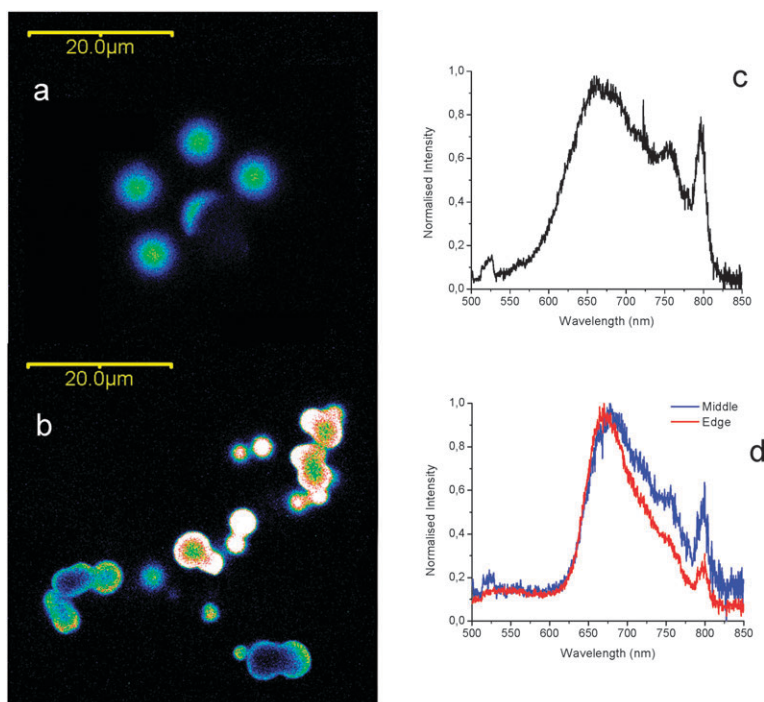 20.0µm
a
20.0µm
b
c
Normalised Intensity
1,0
0,8
0,6
0,4
0,2
0,0
500 550 600 650 700 750 800 850
Wavelength (nm)
d
Middle
Edge
Normalised Intensity
1,0
0,8
0,6
0,4
0,2
0,0
500 550 600 650 700 750 800 850
Wavelength (nm)